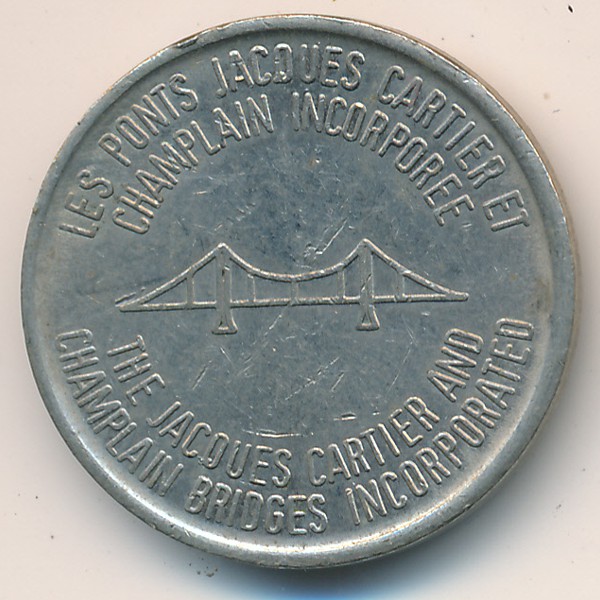 LES PONTS JACQUES CARTIER ET
CHAMPLAIN INCORPOREE
THE JACQUES CARTIER AND
CHAMPLAIN BRIDGES INCORPORATED